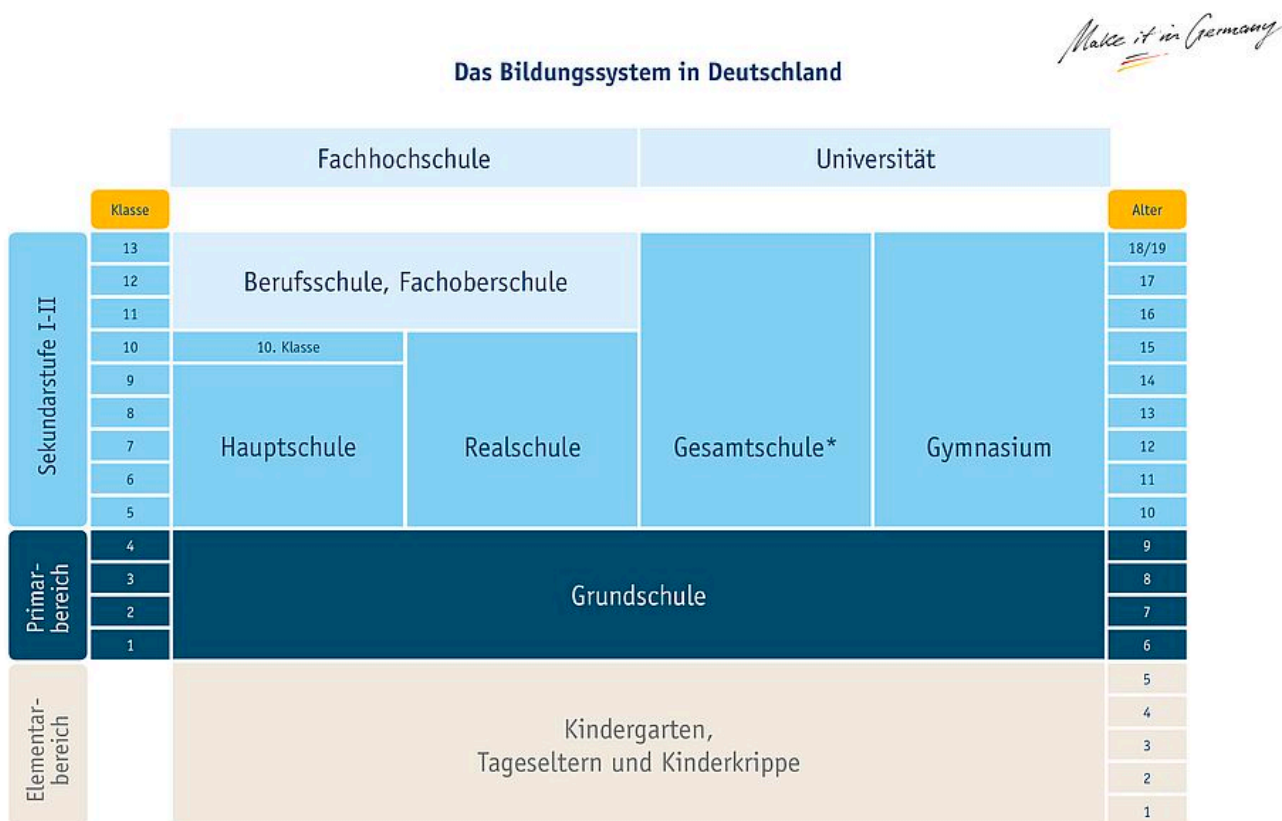 Make it in Germany
Das Bildungssystem in Deutschland
Fachhochschule
Universität
Klasse
Alter
Sekundarstufe I-II
13
12
11
10
9
8
7
6
5
Berufsschule, Fachoberschule
10. Klasse
Hauptschule
Realschule
Gesamtschule*
Gymnasium
18/19
17
16
15
14
13
12
11
10
Primar-
bereich
4
3
2
1
Grundschule
9
8
7
6
Elementar-
bereich
Kindergarten,
Tageseltern und Kinderkrippe
5
4
3
2
1